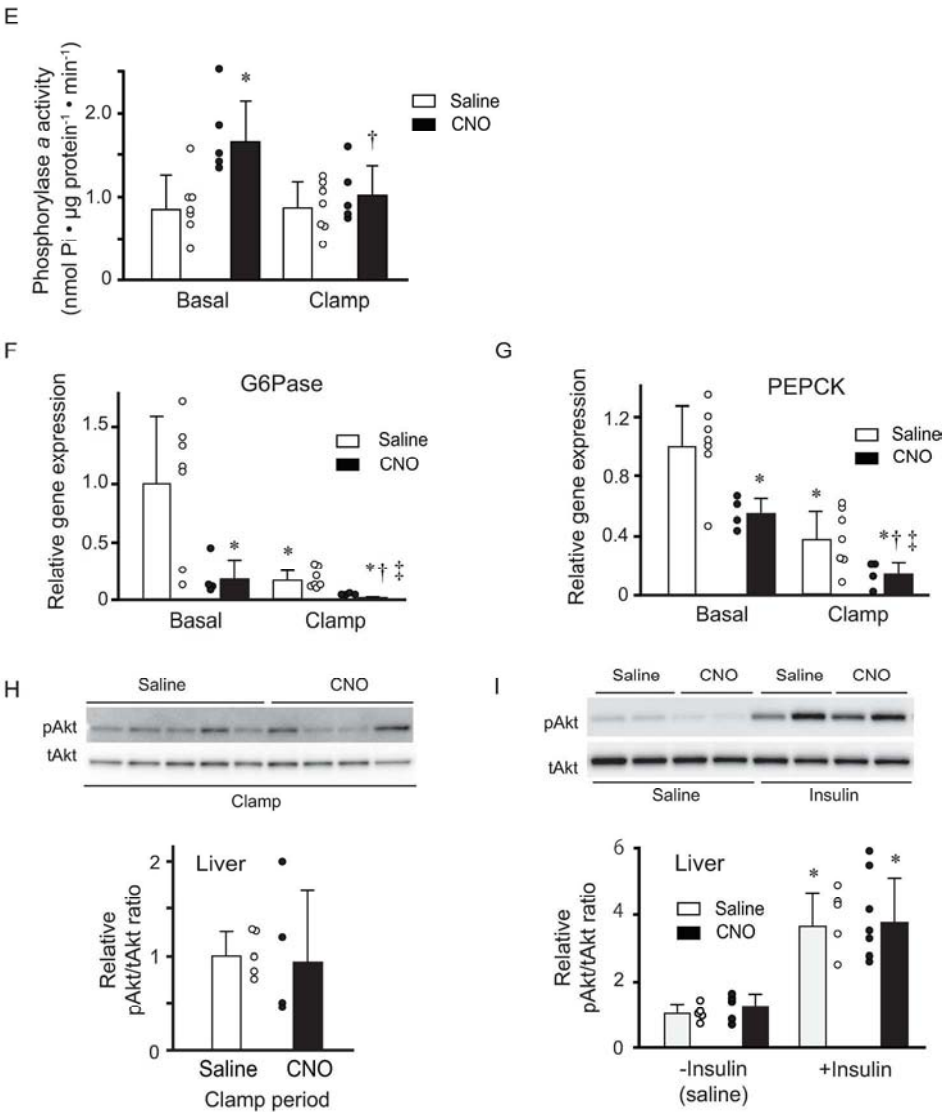 E
Phosphorylase a activity
(nmol Pi • µg protein⁻¹ • min⁻¹)
2.0
1.0
0
*
†
Saline
CNO
Basal
Clamp
F
G6Pase
Relative gene expression
1.5
1.0
0.5
0
*
*
*†‡
Saline
CNO
Basal
Clamp
G
PEPCK
Relative gene expression
1.2
0.8
0.4
0
*
*
*†‡
Saline
CNO
Basal
Clamp
H
Saline
CNO
pAkt
tAkt
Clamp
Liver
Relative
pAkt/tAkt ratio
2
1
0
Saline
CNO
Clamp period
I
Saline
CNO
Saline
CNO
pAkt
tAkt
Saline
Insulin
Liver
Saline
CNO
Relative
pAkt/tAkt ratio
6
4
2
0
*
*
-Insulin
(saline)
+Insulin